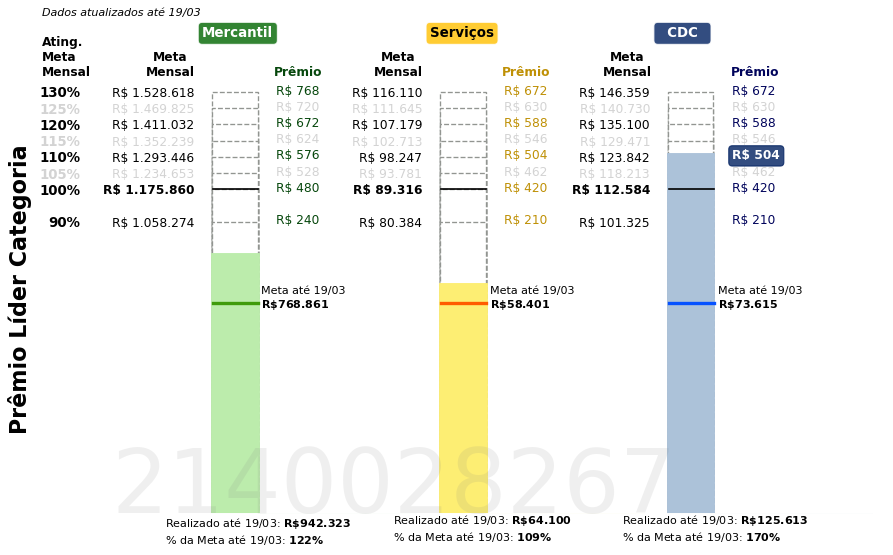 Dados atualizados até 19/03
Mercantil Serviços CDC
Ating. Meta Mensal Meta Mensal Prêmio Meta Mensal Prêmio Meta Mensal Prêmio
130% R$ 1.528.618 R$ 768 R$ 116.110 R$ 672 R$ 146.359 R$ 672
125% R$ 1.469.825 R$ 720 R$ 111.645 R$ 630 R$ 140.730 R$ 630
120% R$ 1.411.032 R$ 672 R$ 107.179 R$ 588 R$ 135.100 R$ 588
115% R$ 1.352.239 R$ 624 R$ 102.713 R$ 546 R$ 129.471 R$ 546
110% R$ 1.293.446 R$ 576 R$ 98.247 R$ 504 R$ 123.842 R$ 504
105% R$ 1.234.653 R$ 528 R$ 93.781 R$ 462 R$ 118.213 R$ 462
100% R$ 1.175.860 R$ 480 R$ 89.316 R$ 420 R$ 112.584 R$ 420
90% R$ 1.058.274 R$ 240 R$ 80.384 R$ 210 R$ 101.325 R$ 210
Prêmio Líder Categoria
Meta até 19/03 Meta até 19/03 Meta até 19/03
R$768.861 R$58.401 R$73.615
2140028267
Realizado até 19/03: R$942.323 Realizado até 19/03: R$64.100 Realizado até 19/03: R$125.613
% da Meta até 19/03: 122% % da Meta até 19/03: 109% % da Meta até 19/03: 170%